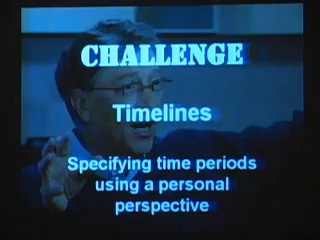 CHALLENGE
Timelines
Specifying time periods
using a personal
perspective